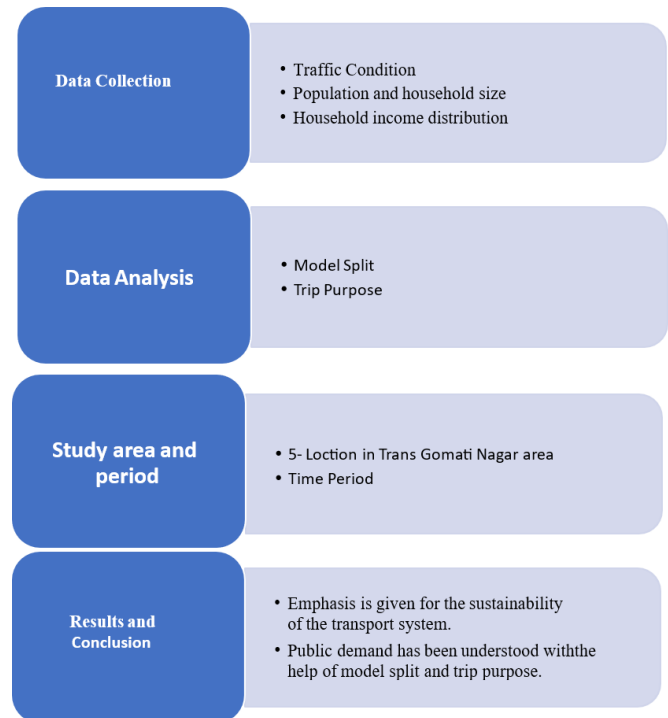 Data Collection
• Traffic Condition
• Population and household size
• Household income distribution
Data Analysis
• Model Split
• Trip Purpose
Study area and
period
• 5- Loction in Trans Gomati Nagar area
• Time Period
Results and
Conclusion
• Emphasis is given for the sustainability
of the transport system.
• Public demand has been understood withthe
help of model split and trip purpose.